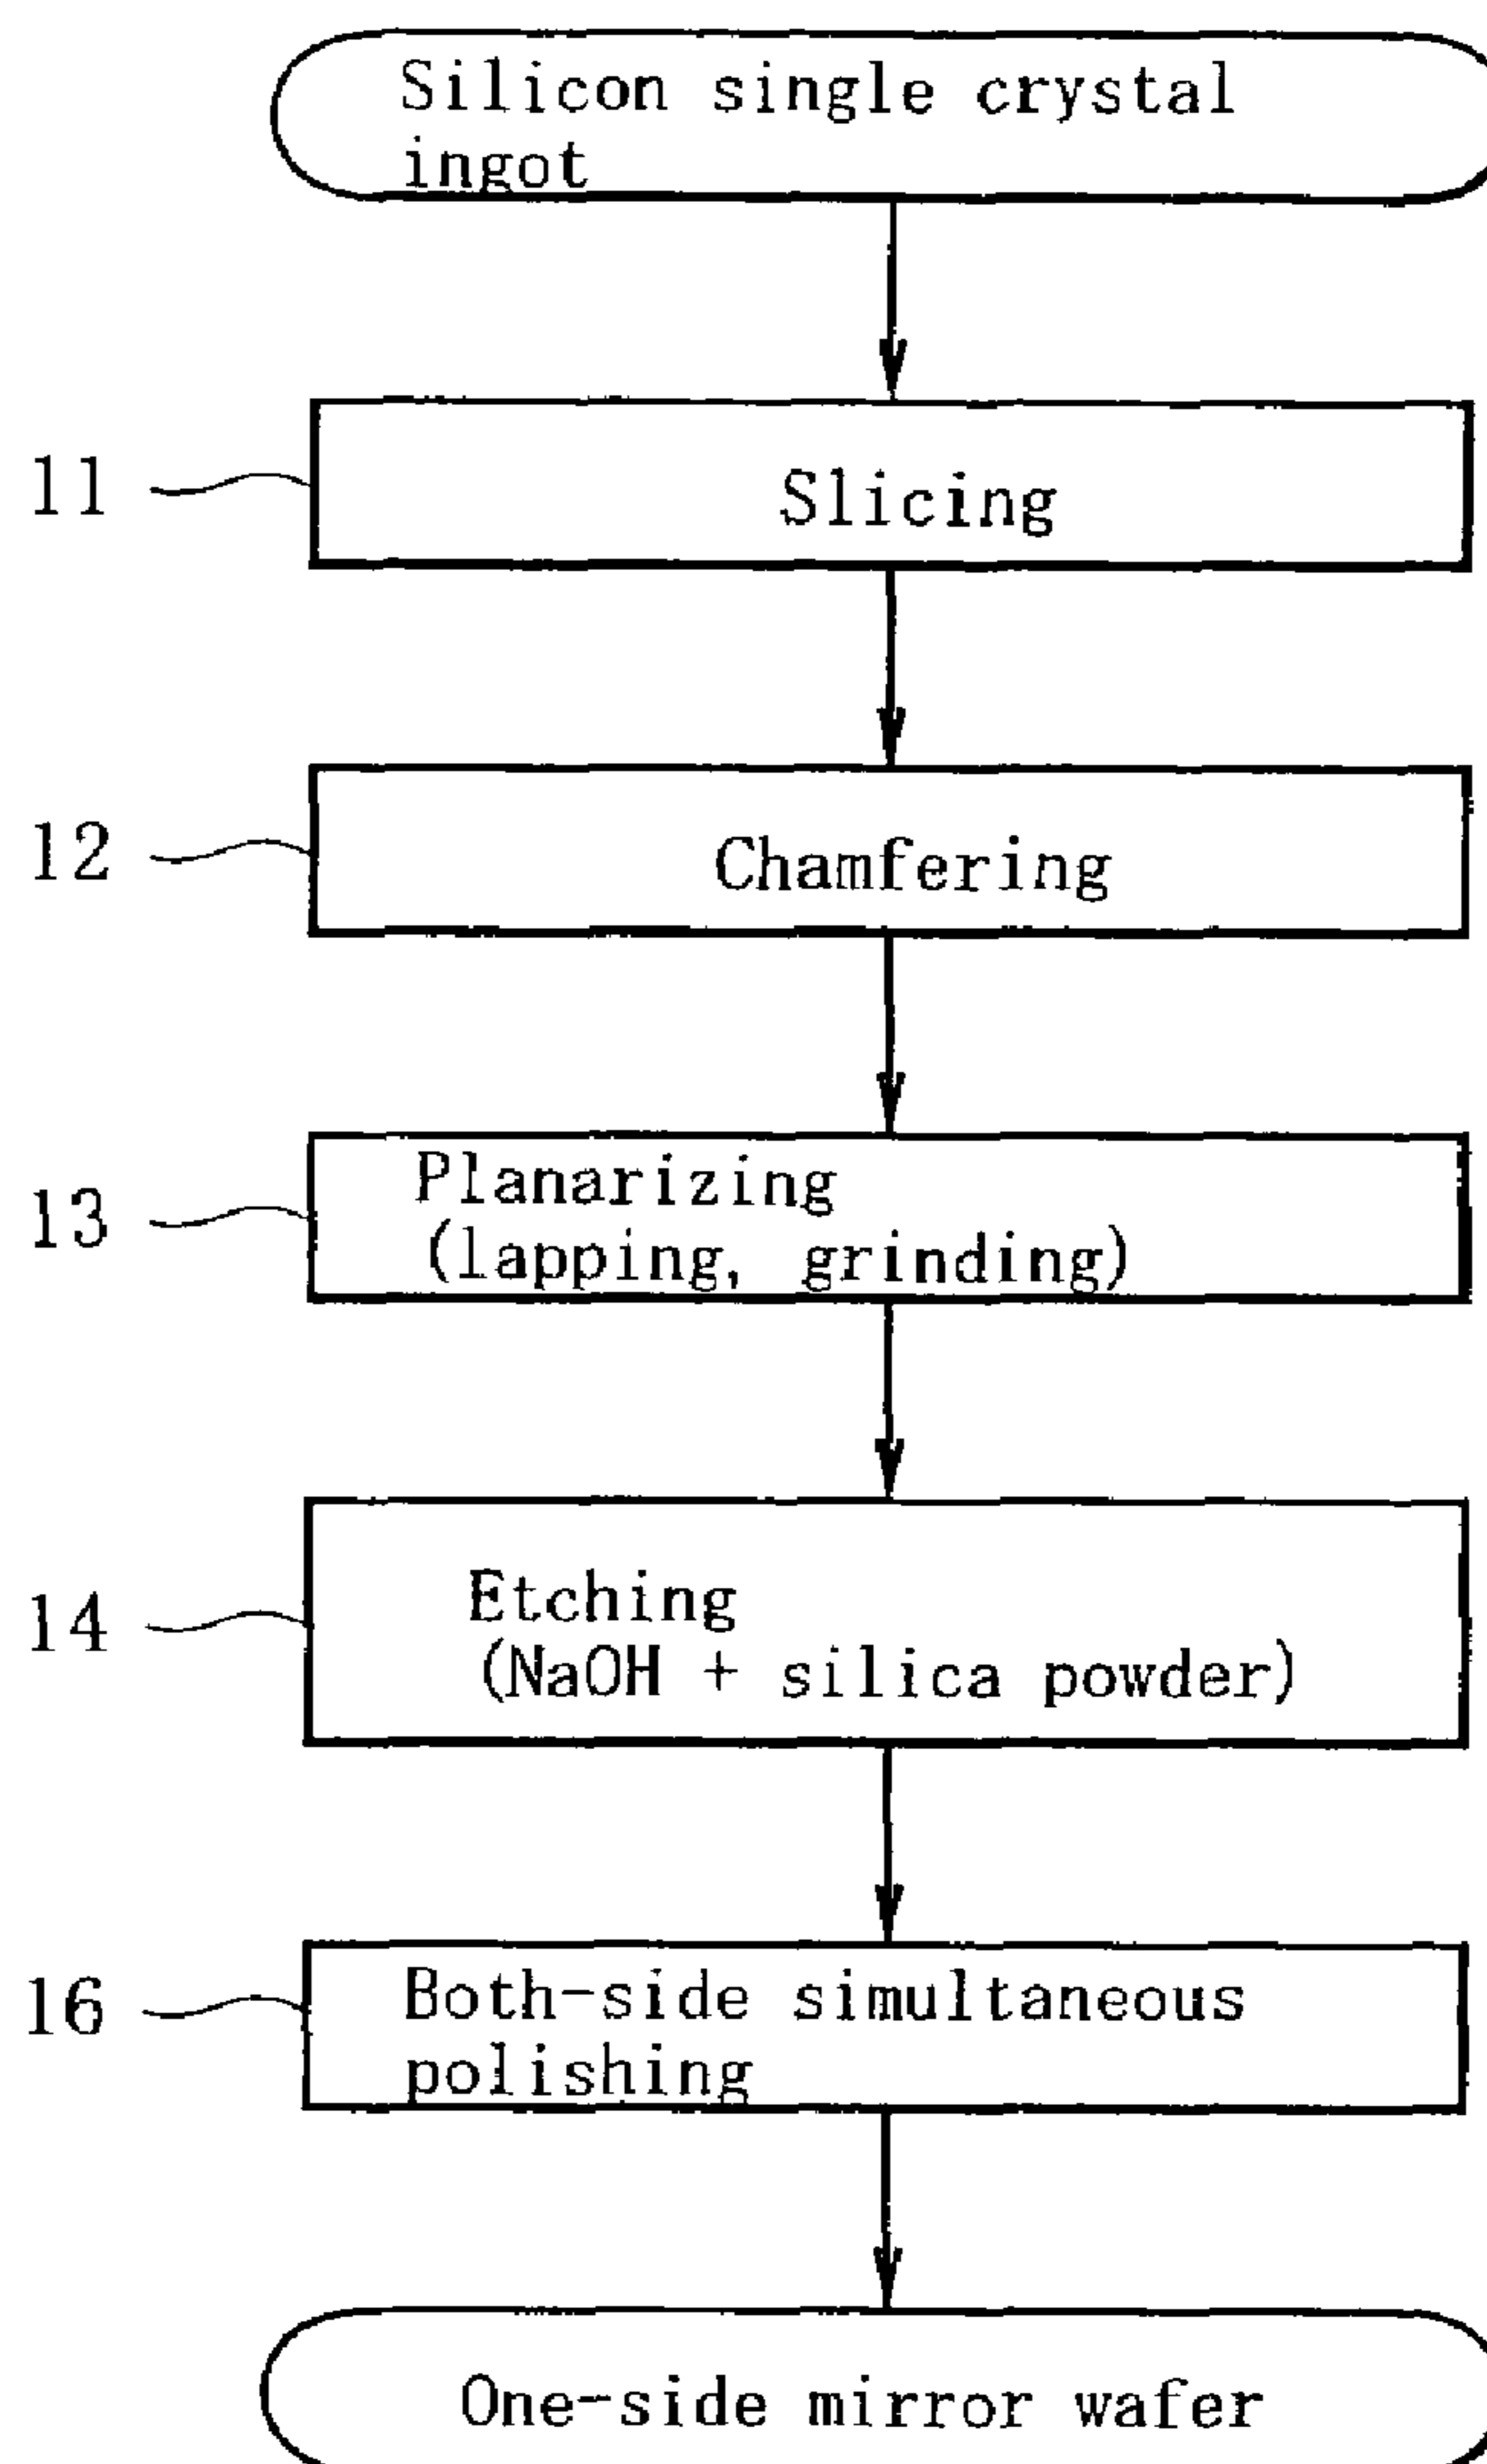 Silicon single crystal
ingot
11
Slicing
12
Chamfering
13
Planarizing
(lapping, grinding)
14
Etching
(NaOH + silica powder)
16
Both-side simultaneous
polishing
One-side mirror wafer